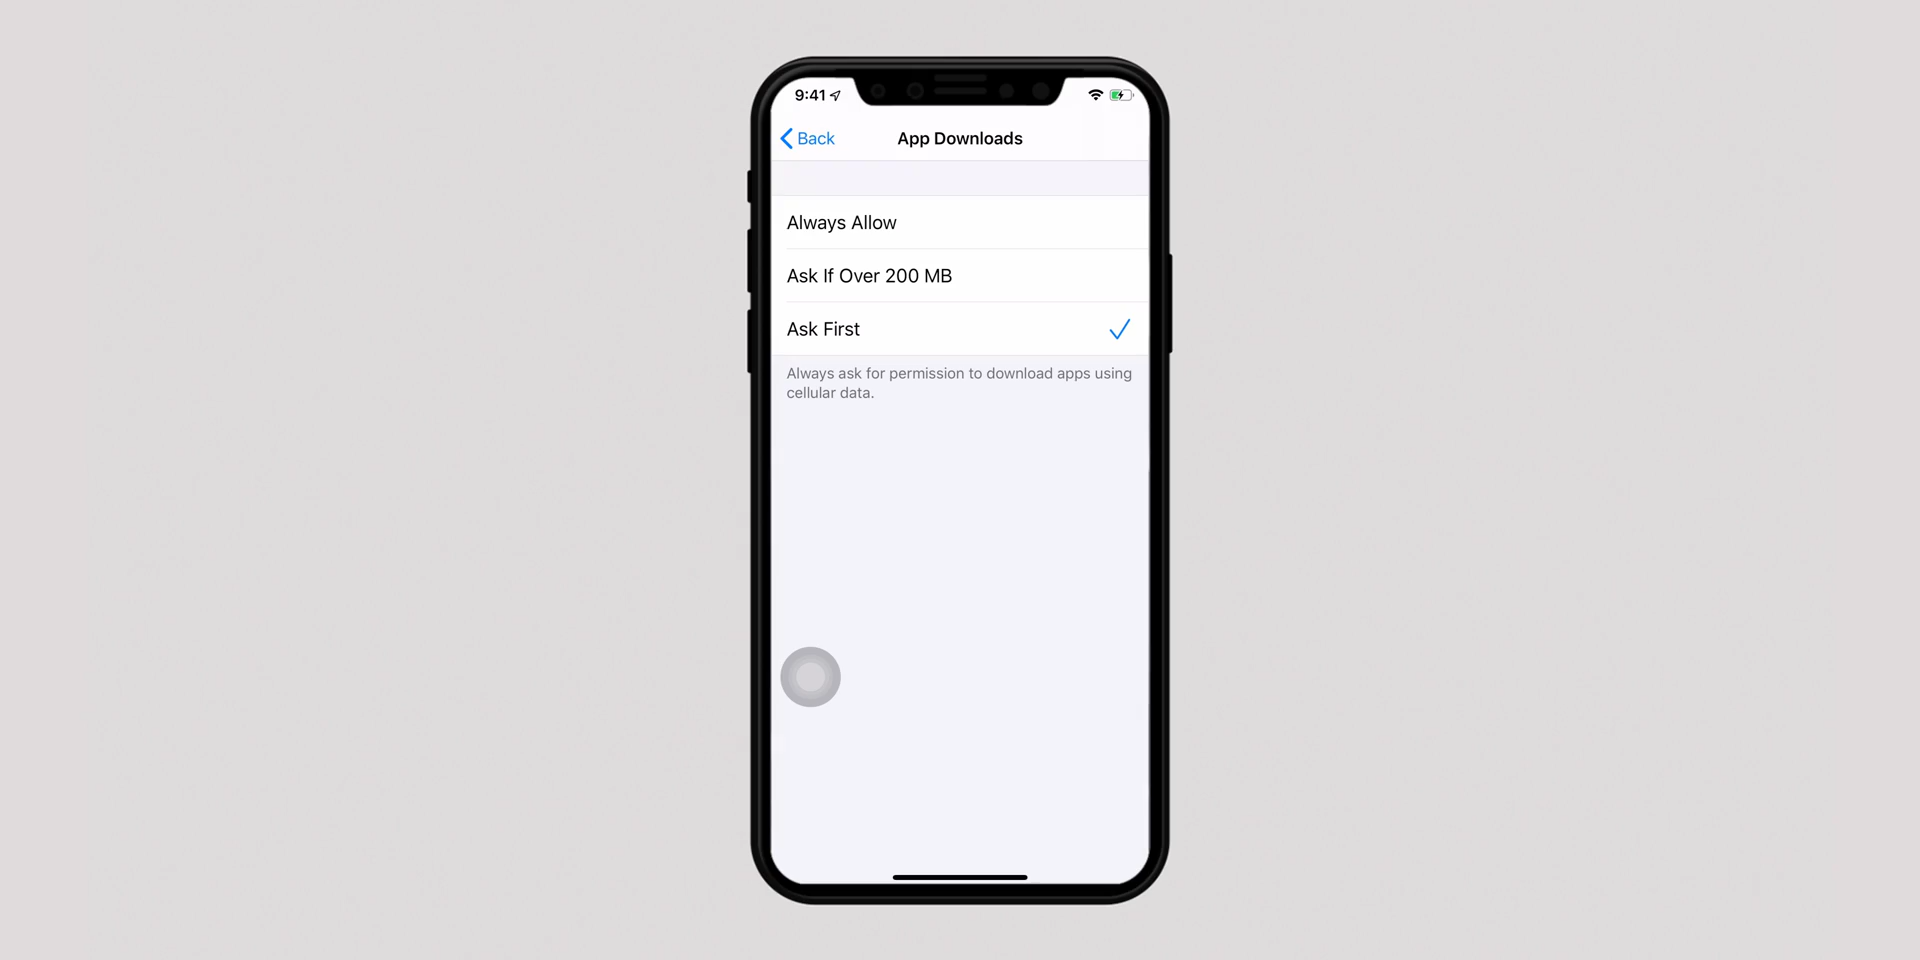 9:41
Back
App Downloads
Always Allow
Ask If Over 200 MB
Ask First
Always ask for permission to download apps using
cellular data.